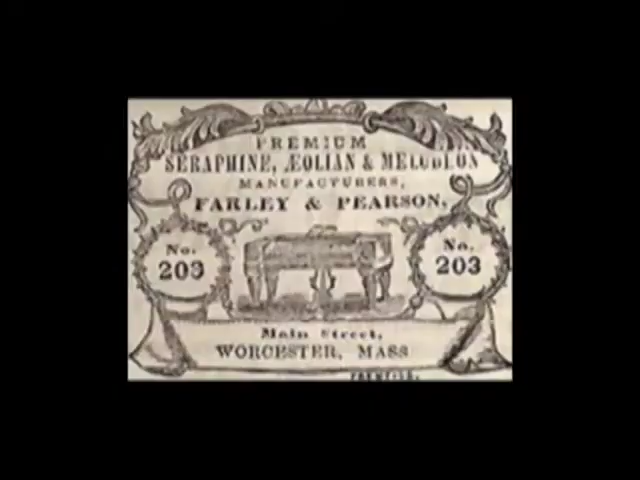 PREMIUM
SERAPHINE, ÆOLIAN & MELODEON
MANUFACTURERS,
FARLEY & PEARSON,
No. 203
No. 203
Main Street,
WORCESTER, MASS